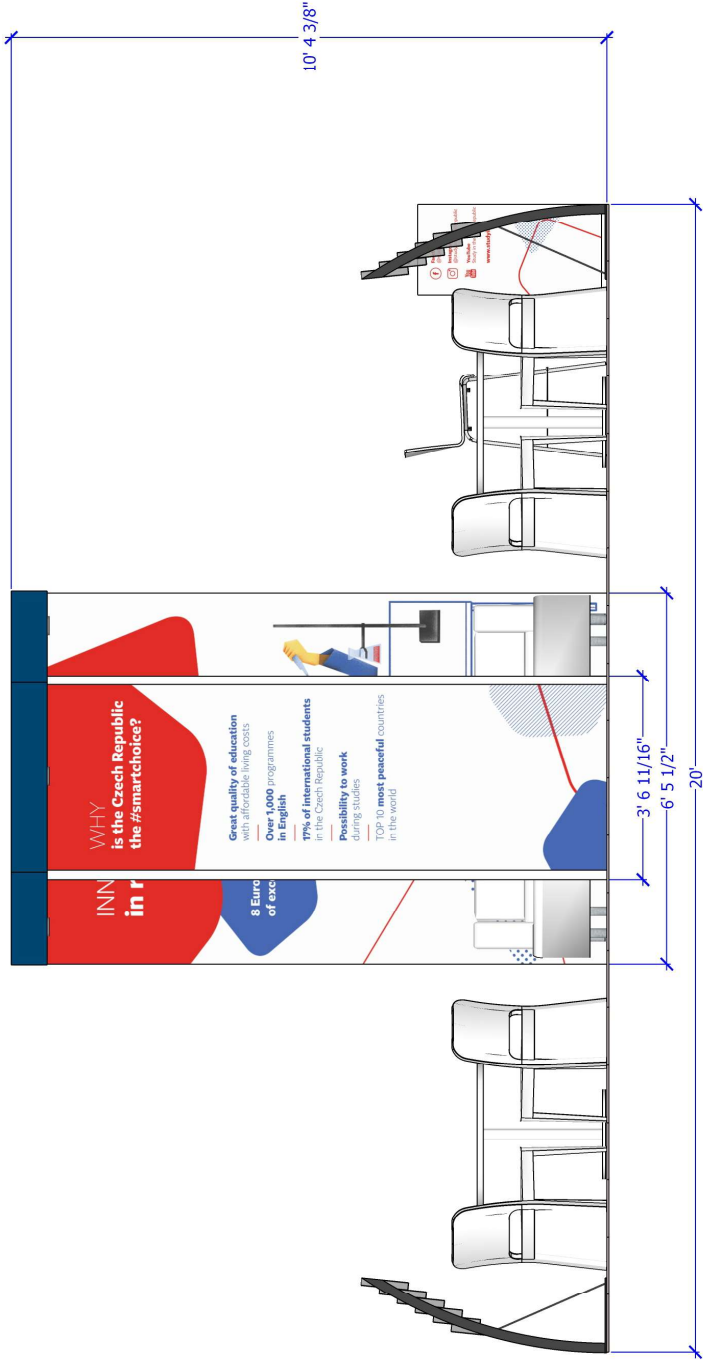 10' 4 3/8"
INN
in r
8 Euro
of exc
WHY
is the Czech Republic
the #smartchoice?
Great quality of education
with affordable living costs
Over 1,000 programmes
in English
17% of international students
in the Czech Republic
Possibility to work
during studies
TOP 10 most peaceful countries
in the world
Instag
YouTube
www.study
3' 6 11/16"
6' 5 1/2"
20'